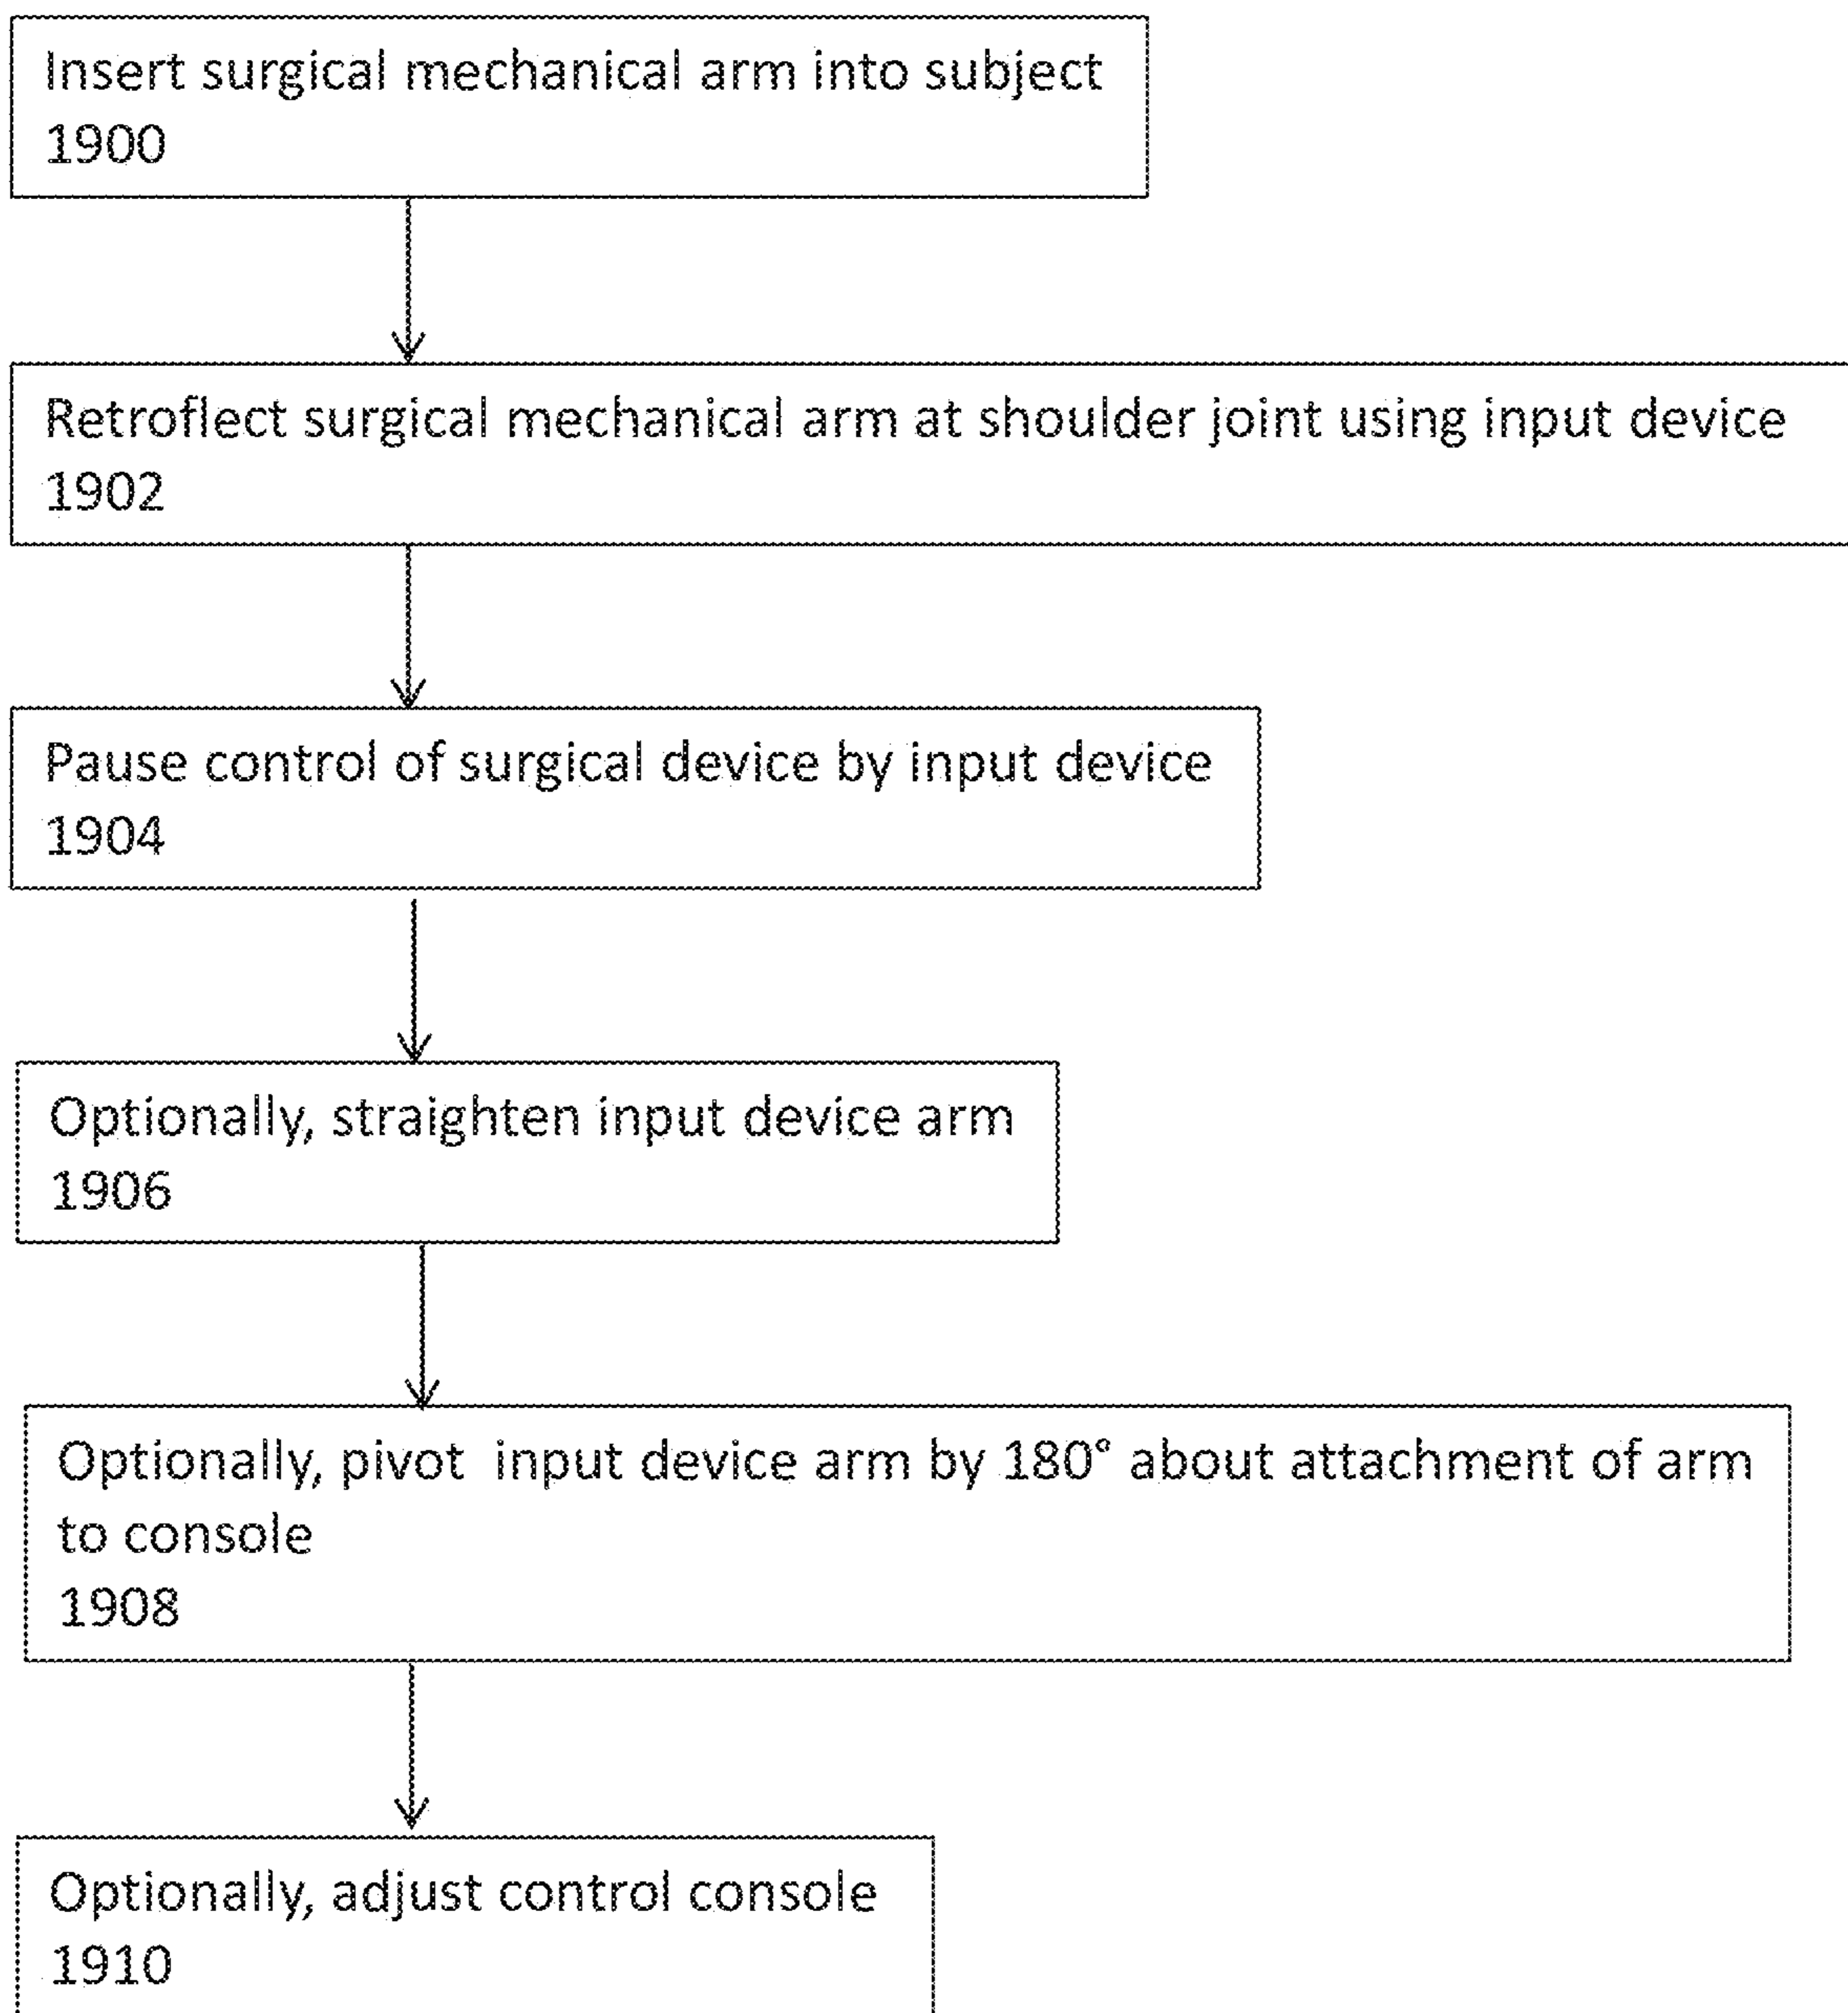 Insert surgical mechanical arm into subject
1900
Retroflect surgical mechanical arm at shoulder joint using input device
1902
Pause control of surgical device by input device
1904
Optionally, straighten input device arm
1906
Optionally, pivot input device arm by 180° about attachment of arm
to console
1908
Optionally, adjust control console
1910